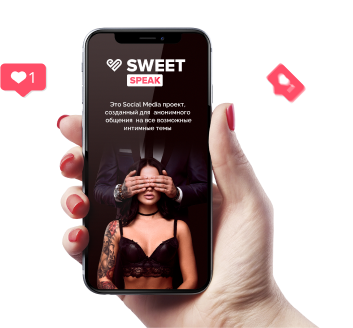 SWEET
SPEAK
Это Social Media проект,
созданный для анонимного
общения на все возможные
интимные темы
1